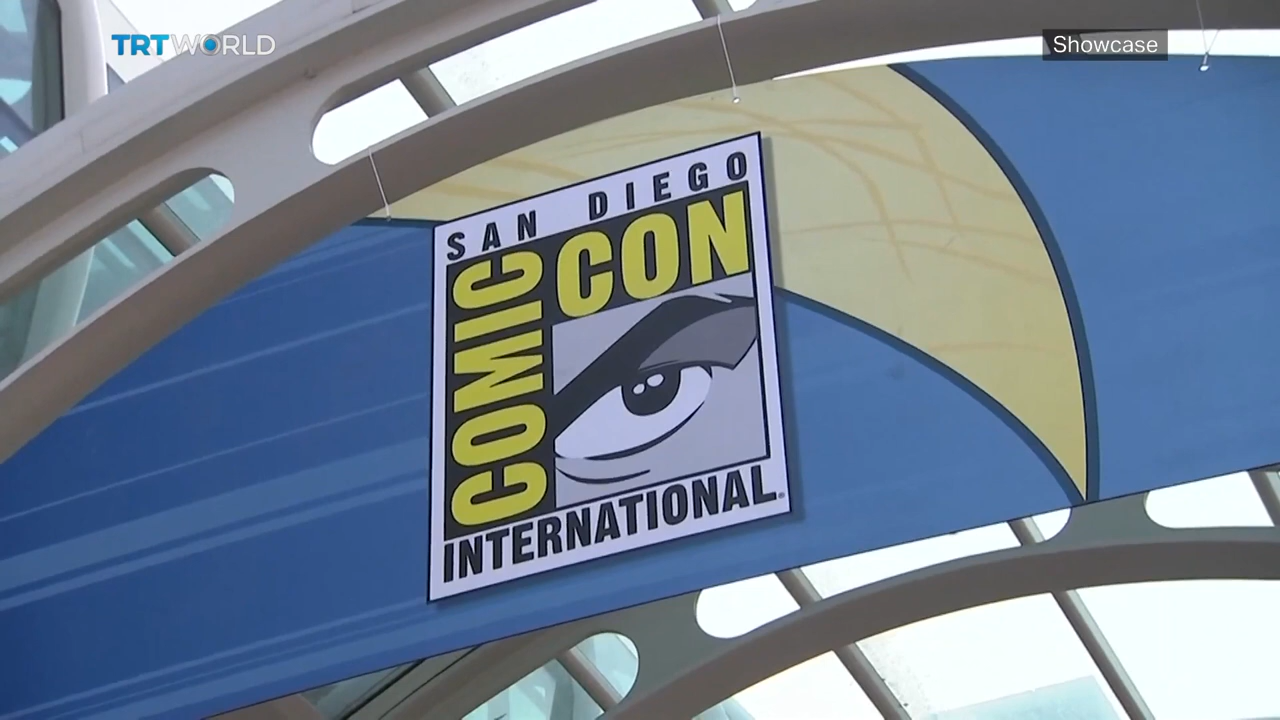 TRT WORLD
Showcase
SAN DIEGO
COMIC
CON
INTERNATIONAL